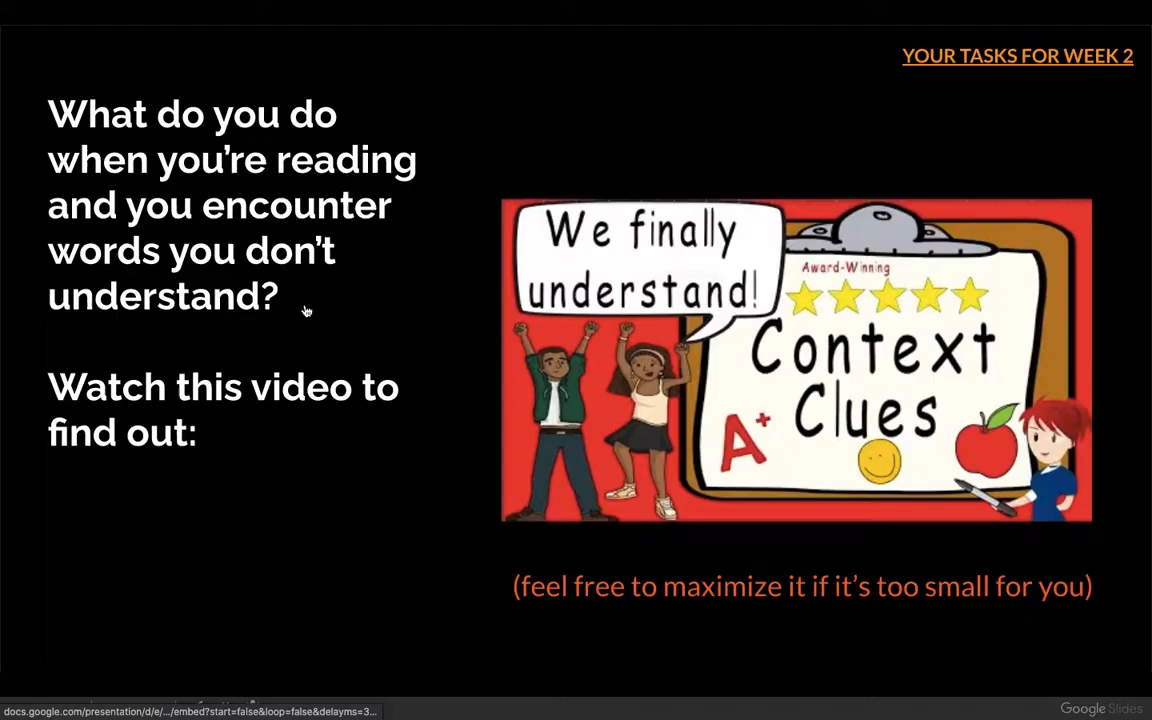 YOUR TASKS FOR WEEK 2
What do you do
when you’re reading
and you encounter
words you don’t
understand?
Watch this video to
find out:
We finally
understand!
Award-Winning
Context
Clues
A+
(feel free to maximize it if it’s too small for you)
docs.google.com/presentation/d/e/.../embed?start=false&loop=false&delayms=3...
Google Slides